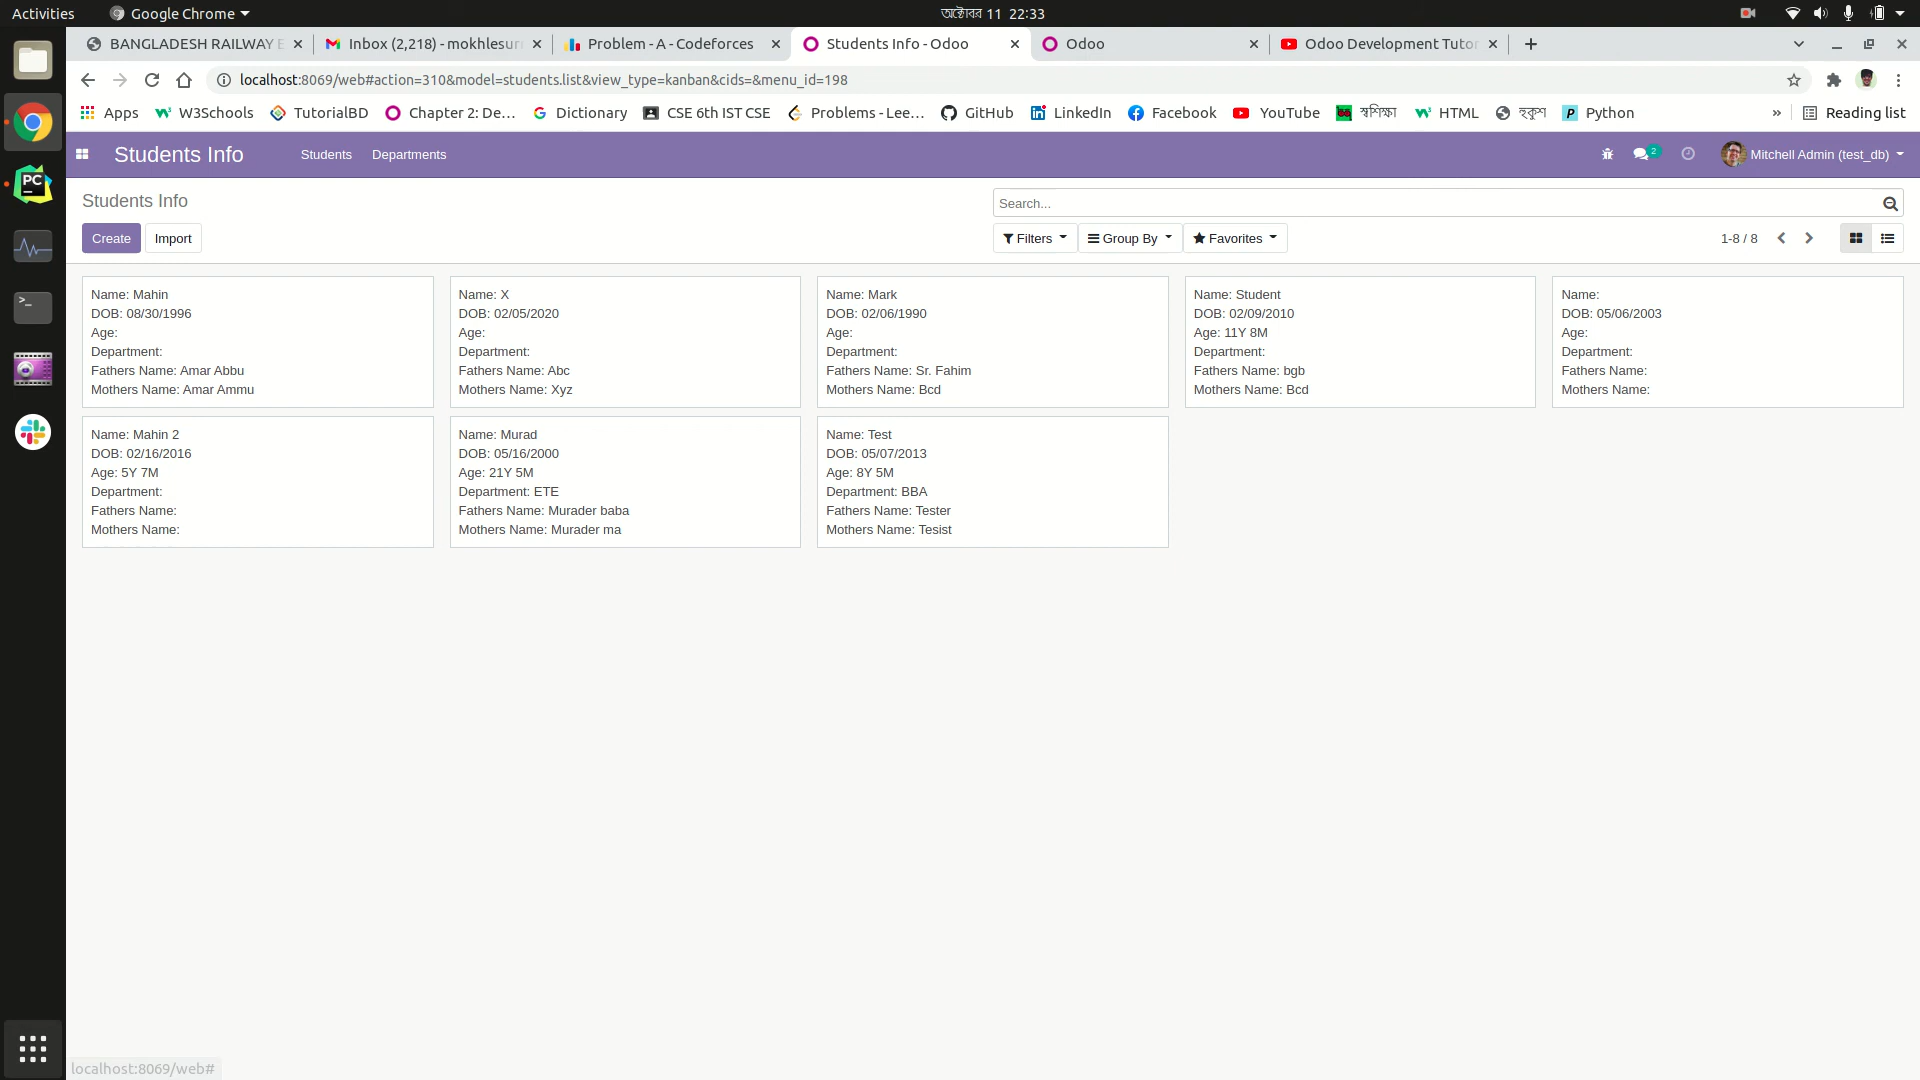 Activities Google Chrome অক্টোবর 11 22:33
BANGLADESH RAILWAY E Inbox (2,218) - mokhlesur Problem - A - Codeforces Students Info - Odoo Odoo Odoo Development Tutor
localhost:8069/web#action=310&model=students.list&view_type=kanban&cids=&menu_id=198
Apps W3Schools TutorialBD Chapter 2: De... Dictionary CSE 6th IST CSE Problems - Lee... GitHub LinkedIn Facebook YouTube স্বশিক্ষা HTML হুকুশ Python » Reading list
Students Info Students Departments 2 Mitchell Admin (test_db)
Students Info
Search...
Create Import Filters Group By Favorites 1-8 / 8
Name: Mahin
DOB: 08/30/1996
Age:
Department:
Fathers Name: Amar Abbu
Mothers Name: Amar Ammu
Name: X
DOB: 02/05/2020
Age:
Department:
Fathers Name: Abc
Mothers Name: Xyz
Name: Mark
DOB: 02/06/1990
Age:
Department:
Fathers Name: Sr. Fahim
Mothers Name: Bcd
Name: Student
DOB: 02/09/2010
Age: 11Y 8M
Department:
Fathers Name: bgb
Mothers Name: Bcd
Name:
DOB: 05/06/2003
Age:
Department:
Fathers Name:
Mothers Name:
Name: Mahin 2
DOB: 02/16/2016
Age: 5Y 7M
Department:
Fathers Name:
Mothers Name:
Name: Murad
DOB: 05/16/2000
Age: 21Y 5M
Department: ETE
Fathers Name: Murader baba
Mothers Name: Murader ma
Name: Test
DOB: 05/07/2013
Age: 8Y 5M
Department: BBA
Fathers Name: Tester
Mothers Name: Tesist
localhost:8069/web#